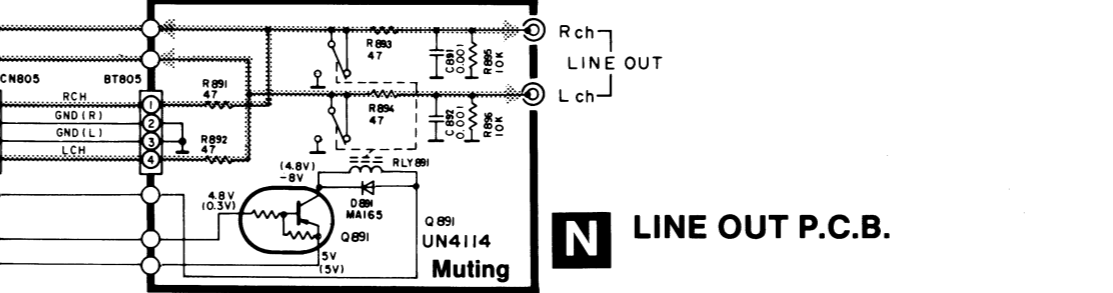 Rch
LINE OUT
Lch
R893
47
C891
0.001
R895
10K
CN805
BT805
R891
47
RCH
1
GND(R)
2
GND(L)
3
LCH
4
R892
47
R894
47
C892
0.001
R896
10K
(4.8V)
-8V
RLY891
4.8V
(0.3V)
D891
MA165
Q891
5V
(5V)
Q891
UN4114
Muting
N
LINE OUT P.C.B.